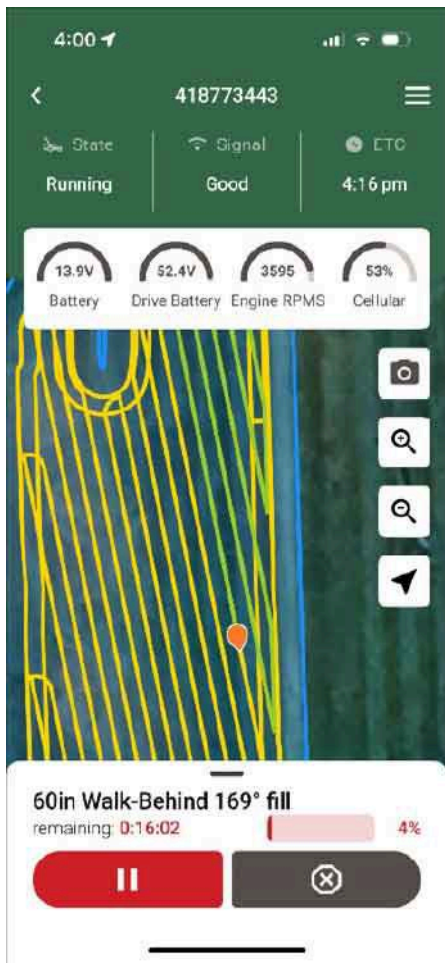 4:00
418773443
State Signal ETC
Running Good 4:16 pm
13.9V 52.4V 3595 53%
Battery Drive Battery Engine RPMS Cellular
60in Walk-Behind 169° fill
remaining: 0:16:02 4%